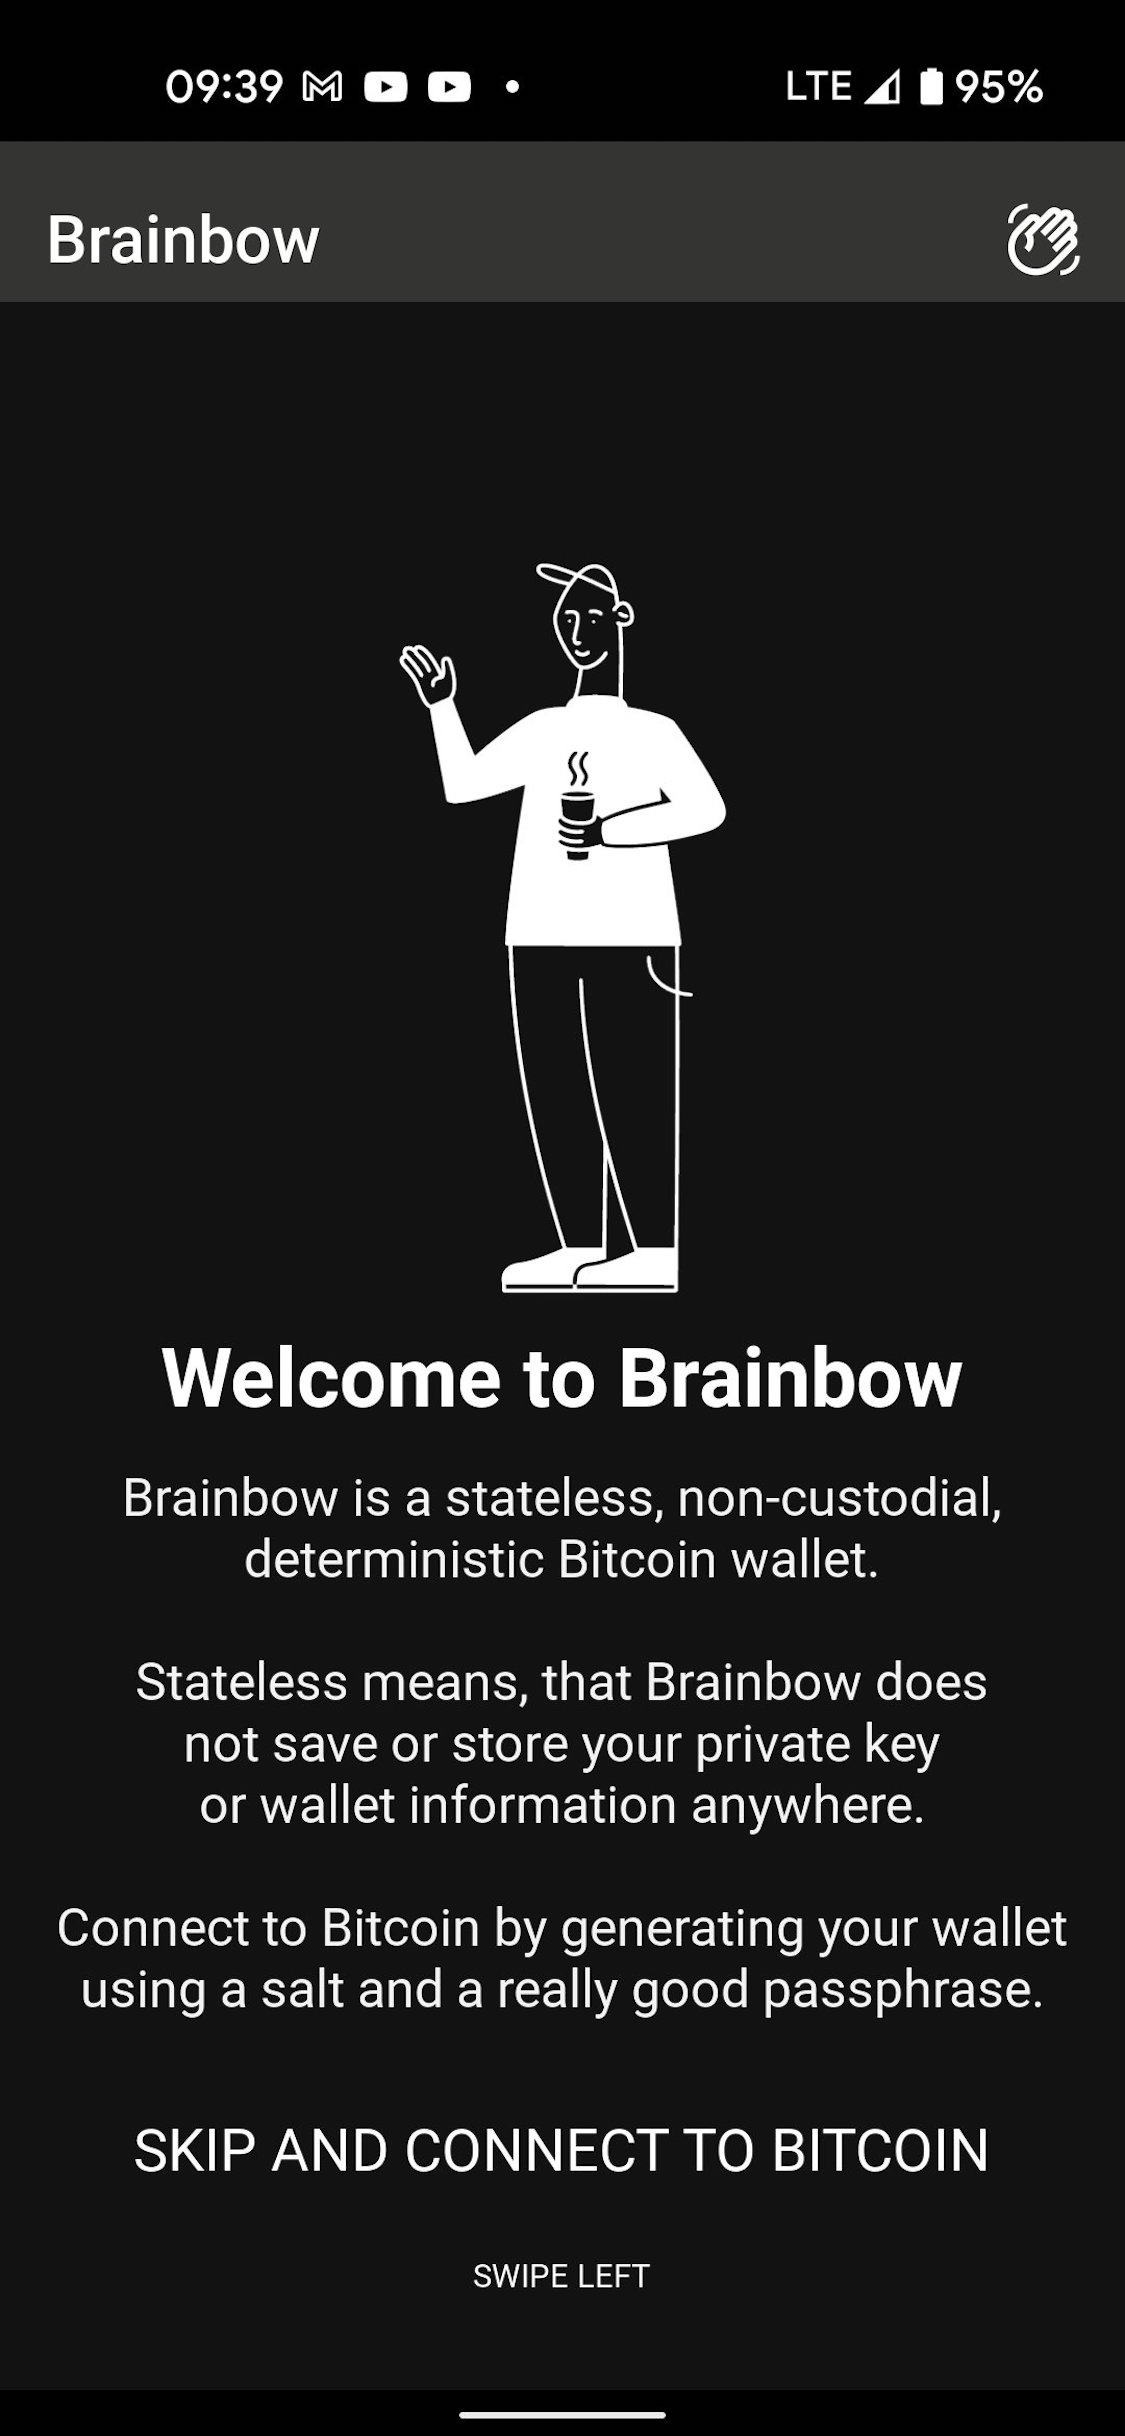 09:39 LTE 95%
Brainbow
Welcome to Brainbow
Brainbow is a stateless, non-custodial,
deterministic Bitcoin wallet.
Stateless means, that Brainbow does
not save or store your private key
or wallet information anywhere.
Connect to Bitcoin by generating your wallet
using a salt and a really good passphrase.
SKIP AND CONNECT TO BITCOIN
SWIPE LEFT